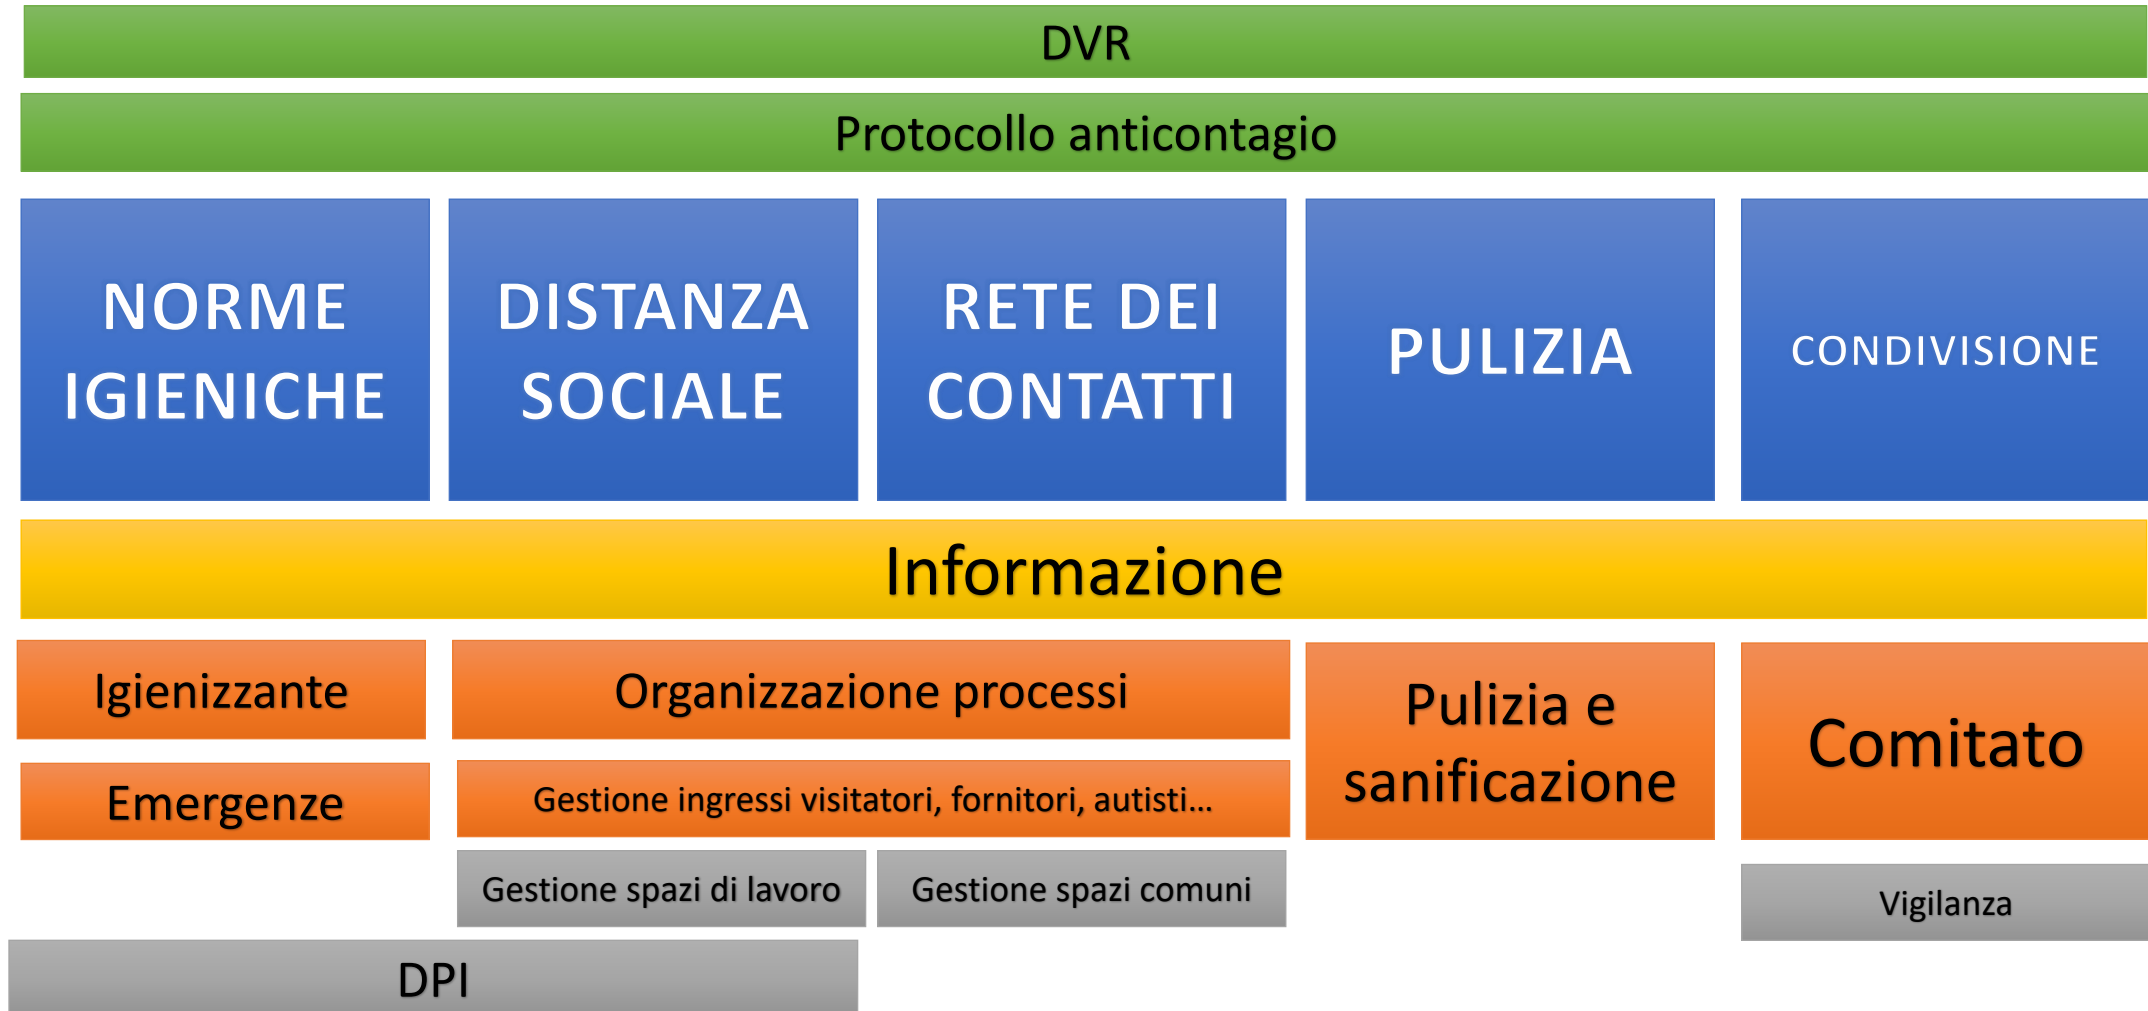 DVR
Protocollo anticontagio
NORME
IGIENICHE
DISTANZA
SOCIALE
RETE DEI
CONTATTI
PULIZIA
CONDIVISIONE
Informazione
Igienizzante
Organizzazione processi
Pulizia e
sanificazione
Comitato
Emergenze
Gestione ingressi visitatori, fornitori, autisti...
Gestione spazi di lavoro
Gestione spazi comuni
Vigilanza
DPI